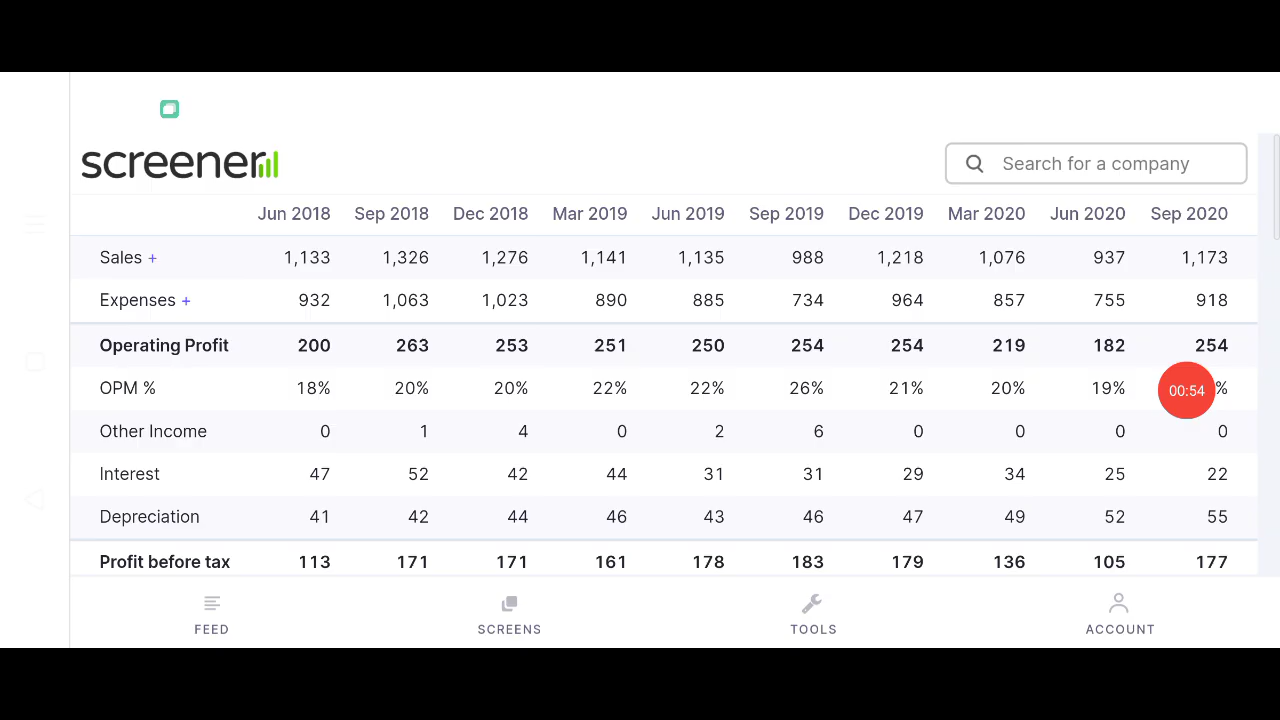 screener
Search for a company
Jun 2018 Sep 2018 Dec 2018 Mar 2019 Jun 2019 Sep 2019 Dec 2019 Mar 2020 Jun 2020 Sep 2020
Sales + 1,133 1,326 1,276 1,141 1,135 988 1,218 1,076 937 1,173
Expenses + 932 1,063 1,023 890 885 734 964 857 755 918
Operating Profit 200 263 253 251 250 254 254 219 182 254
OPM % 18% 20% 20% 22% 22% 26% 21% 20% 19% %
00:54
Other Income 0 1 4 0 2 6 0 0 0 0
Interest 47 52 42 44 31 31 29 34 25 22
Depreciation 41 42 44 46 43 46 47 49 52 55
Profit before tax 113 171 171 161 178 183 179 136 105 177
FEED SCREENS TOOLS ACCOUNT